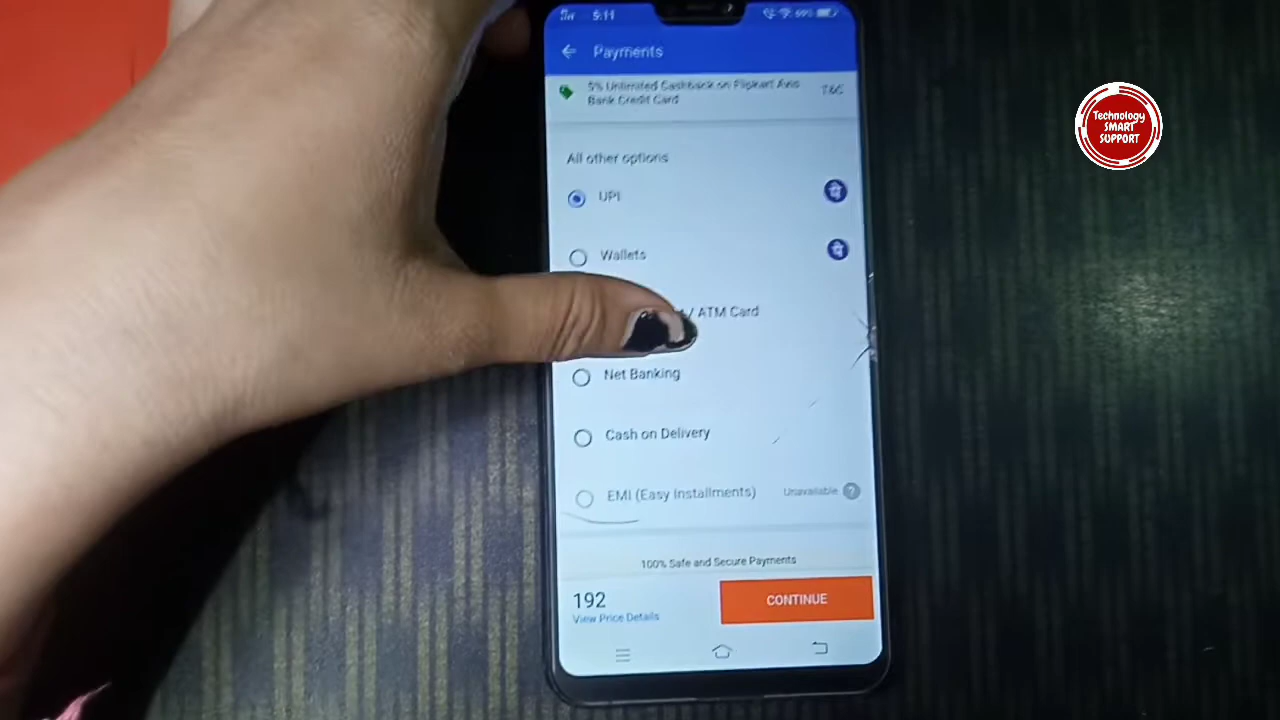 5:11
69%
Payments
5% Unlimited Cashback on Flipkart Axis
Bank Credit Card
T&C
All other options
UPI
पे
Wallets
पे
/ ATM Card
Net Banking
Cash on Delivery
EMI (Easy Installments)
Unavailable ?
100% Safe and Secure Payments
192
View Price Details
CONTINUE
Technology
SMART
SUPPORT